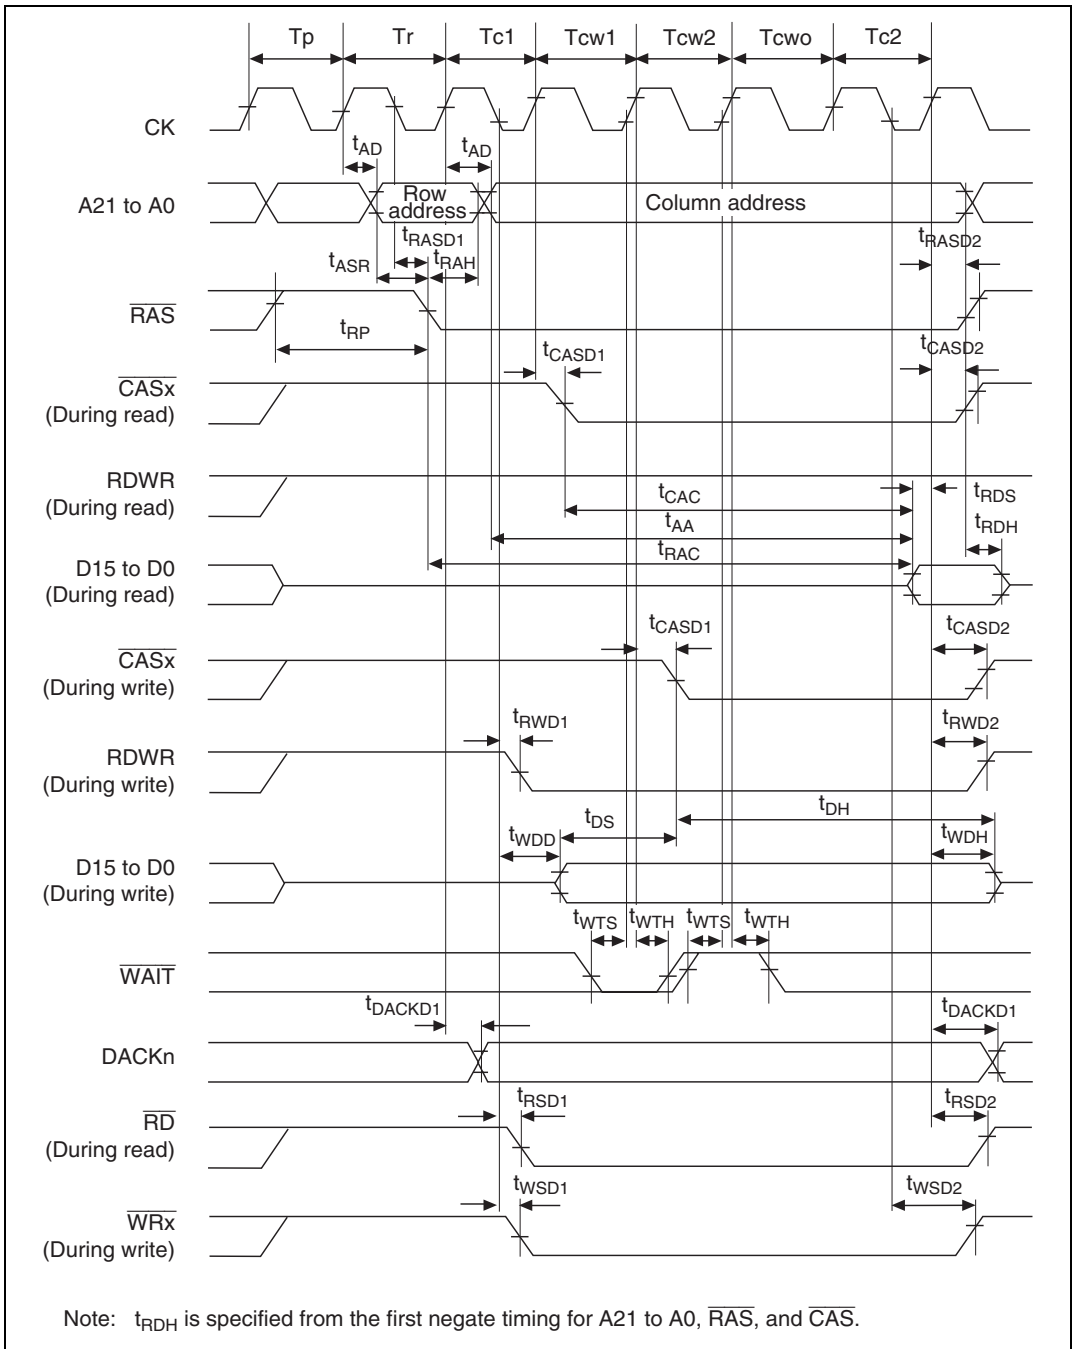 Tp Tr Tc1 Tcw1 Tcw2 Tcwo Tc2
CK
tAD tAD
A21 to A0 Row address Column address
tRASD1 tRASD2
tASR tRAH
RAS
tRP
tCASD1 tCASD2
CASx
(During read)
RDWR
(During read)
tCAC tRDS
tAA tRDH
tRAC
D15 to D0
(During read)
tCASD1 tCASD2
CASx
(During write)
tRWD1 tRWD2
RDWR
(During write)
tDS tDH
tWDD tWDH
D15 to D0
(During write)
tWTS tWTH tWTS tWTH
WAIT
tDACKD1 tDACKD1
DACKn
tRSD1 tRSD2
RD
(During read)
tWSD1 tWSD2
WRx
(During write)
Note: tRDH is specified from the first negate timing for A21 to A0, RAS, and CAS.